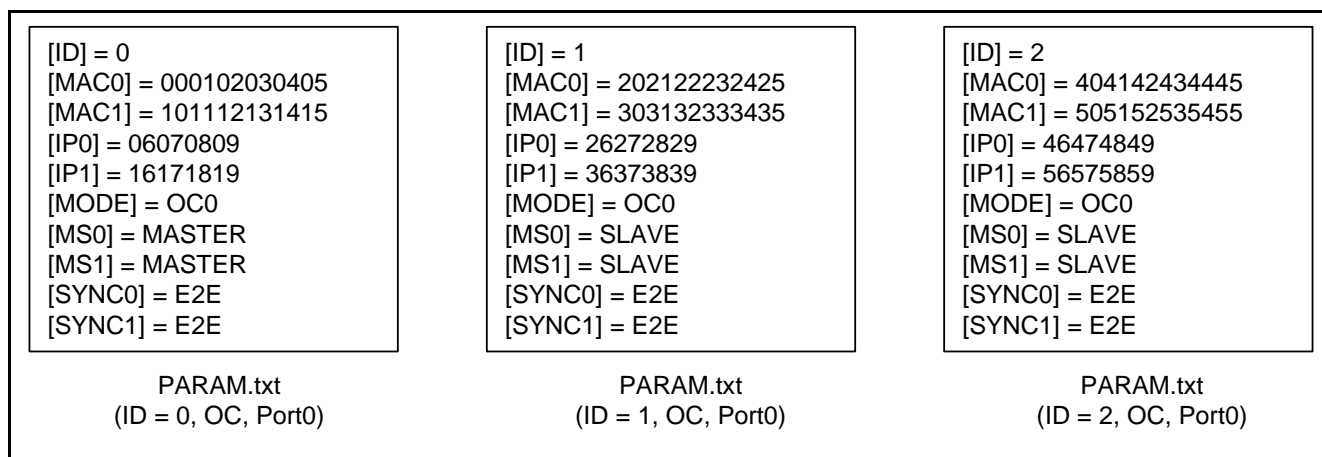 [ID] = 0
[MAC0] = 000102030405
[MAC1] = 101112131415
[IP0] = 06070809
[IP1] = 16171819
[MODE] = OC0
[MS0] = MASTER
[MS1] = MASTER
[SYNC0] = E2E
[SYNC1] = E2E
PARAM.txt
(ID = 0, OC, Port0)
[ID] = 1
[MAC0] = 202122232425
[MAC1] = 303132333435
[IP0] = 26272829
[IP1] = 36373839
[MODE] = OC0
[MS0] = SLAVE
[MS1] = SLAVE
[SYNC0] = E2E
[SYNC1] = E2E
PARAM.txt
(ID = 1, OC, Port0)
[ID] = 2
[MAC0] = 404142434445
[MAC1] = 505152535455
[IP0] = 46474849
[IP1] = 56575859
[MODE] = OC0
[MS0] = SLAVE
[MS1] = SLAVE
[SYNC0] = E2E
[SYNC1] = E2E
PARAM.txt
(ID = 2, OC, Port0)